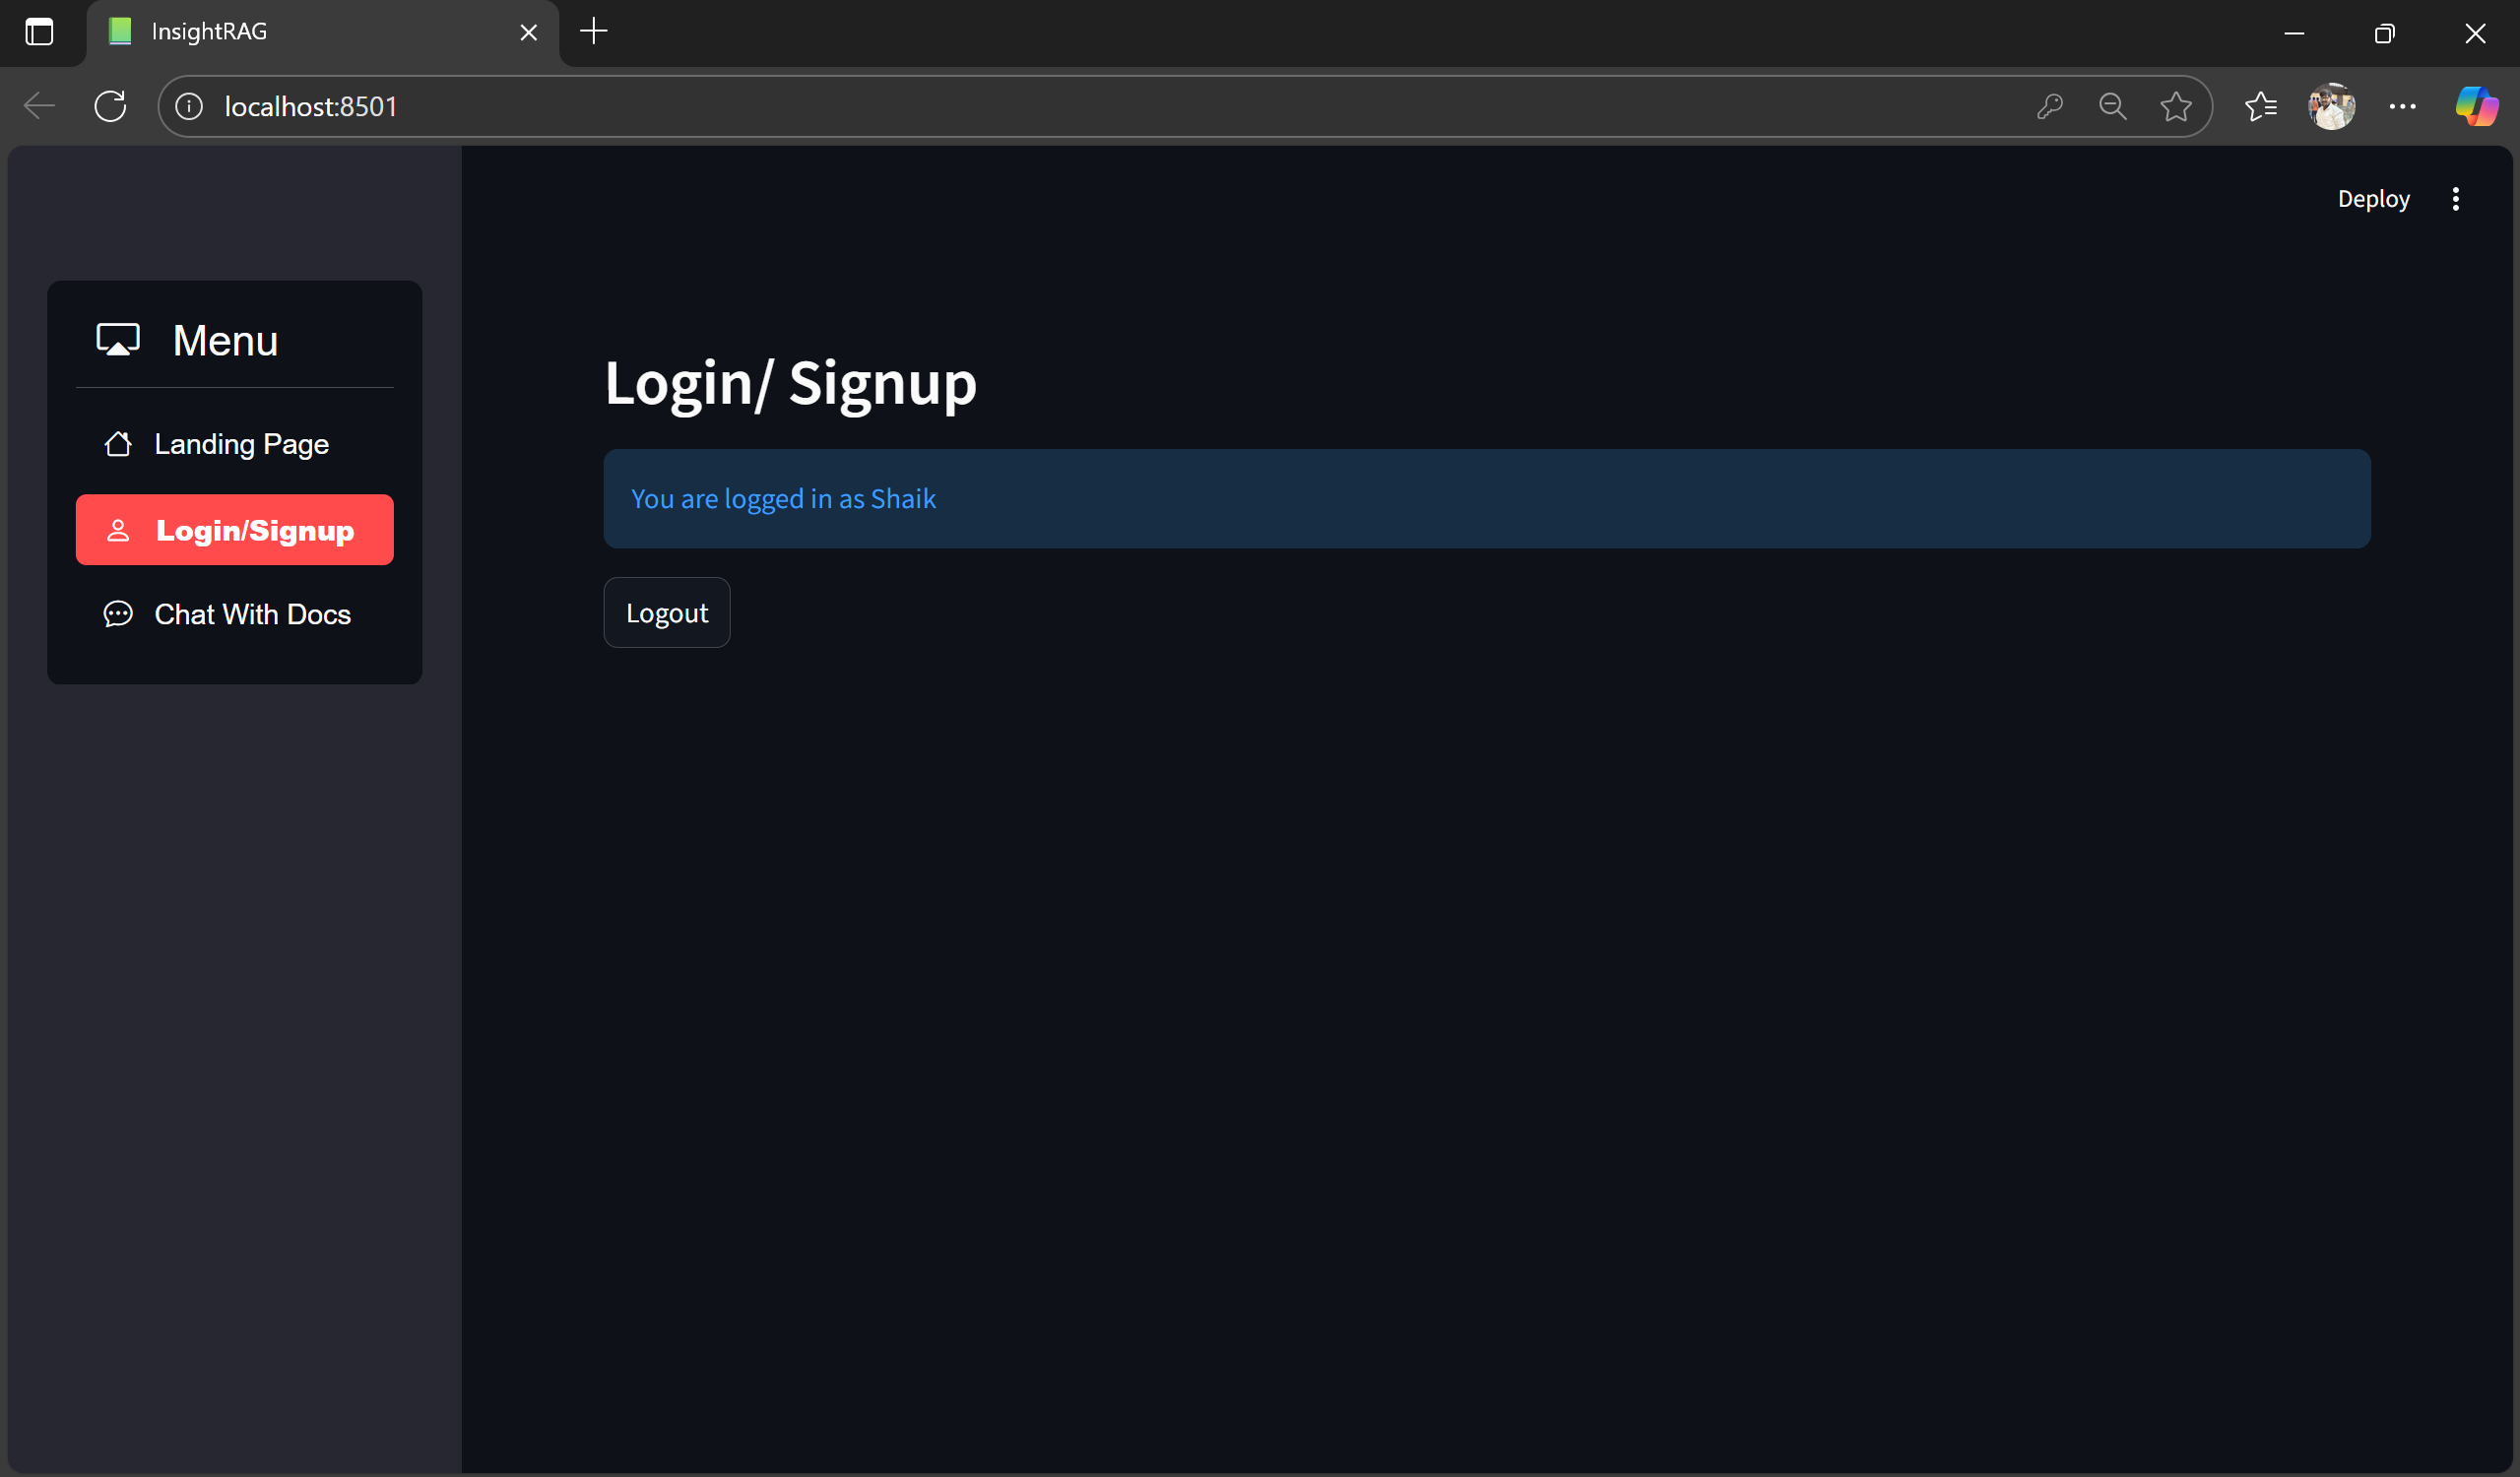 InsightRAG
localhost:8501
Deploy
Menu
Landing Page
Login/Signup
Chat With Docs
Login/ Signup
You are logged in as Shaik
Logout